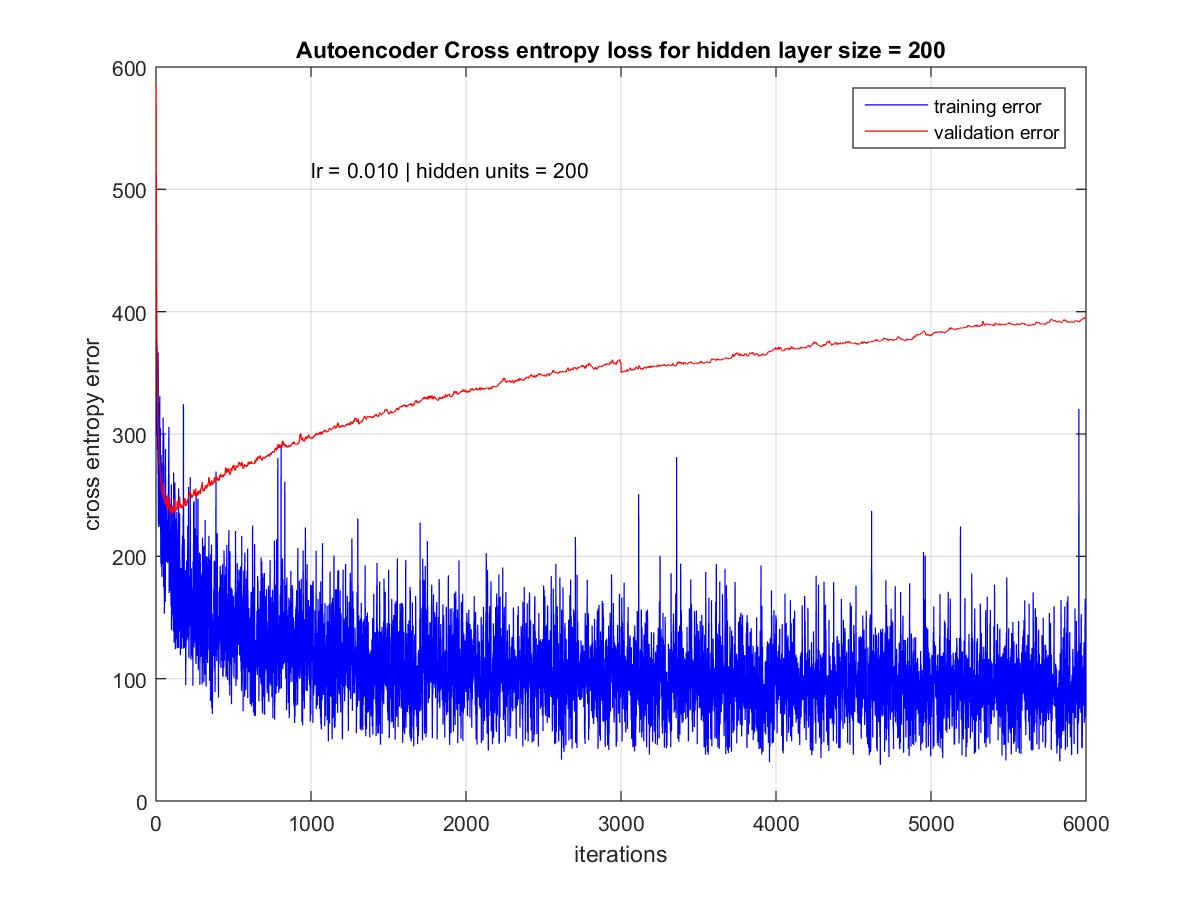 Autoencoder Cross entropy loss for hidden layer size = 200
600
training error
validation error
lr = 0.010 | hidden units = 200
500
400
300
200
100
0
cross entropy error
0 1000 2000 3000 4000 5000 6000
iterations